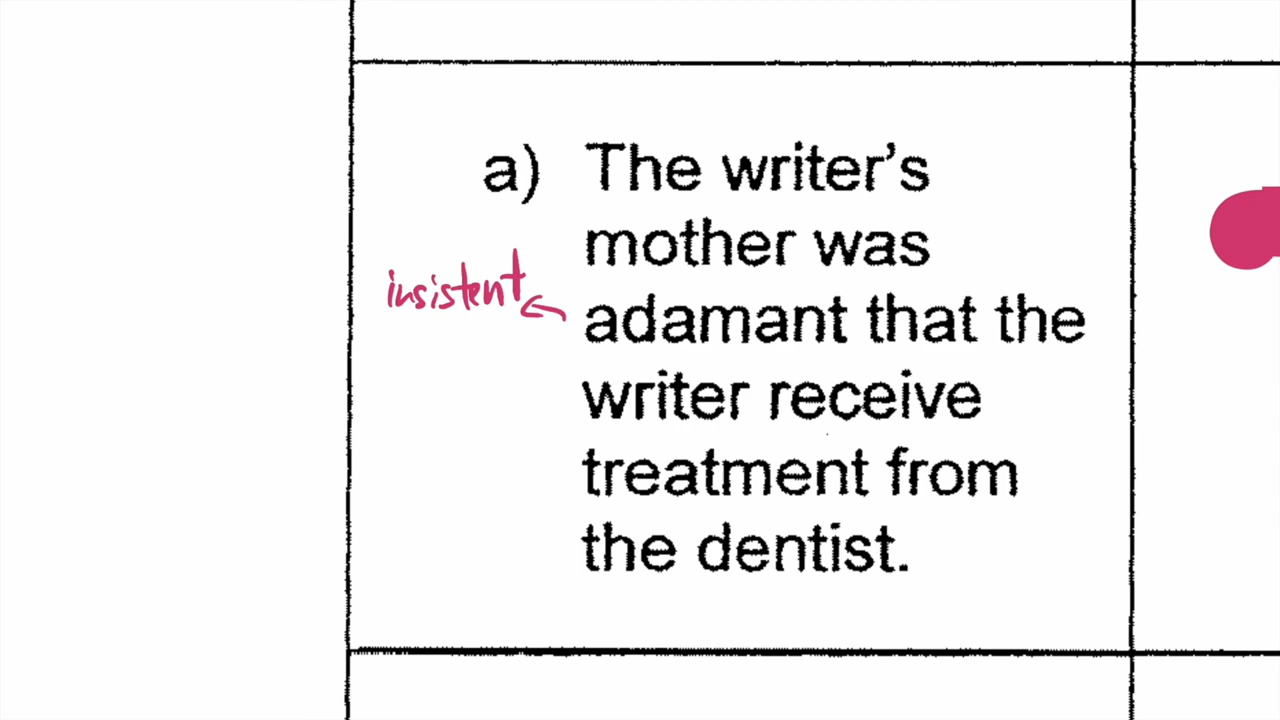 a) The writer’s
mother was
insistent
adamant that the
writer receive
treatment from
the dentist.